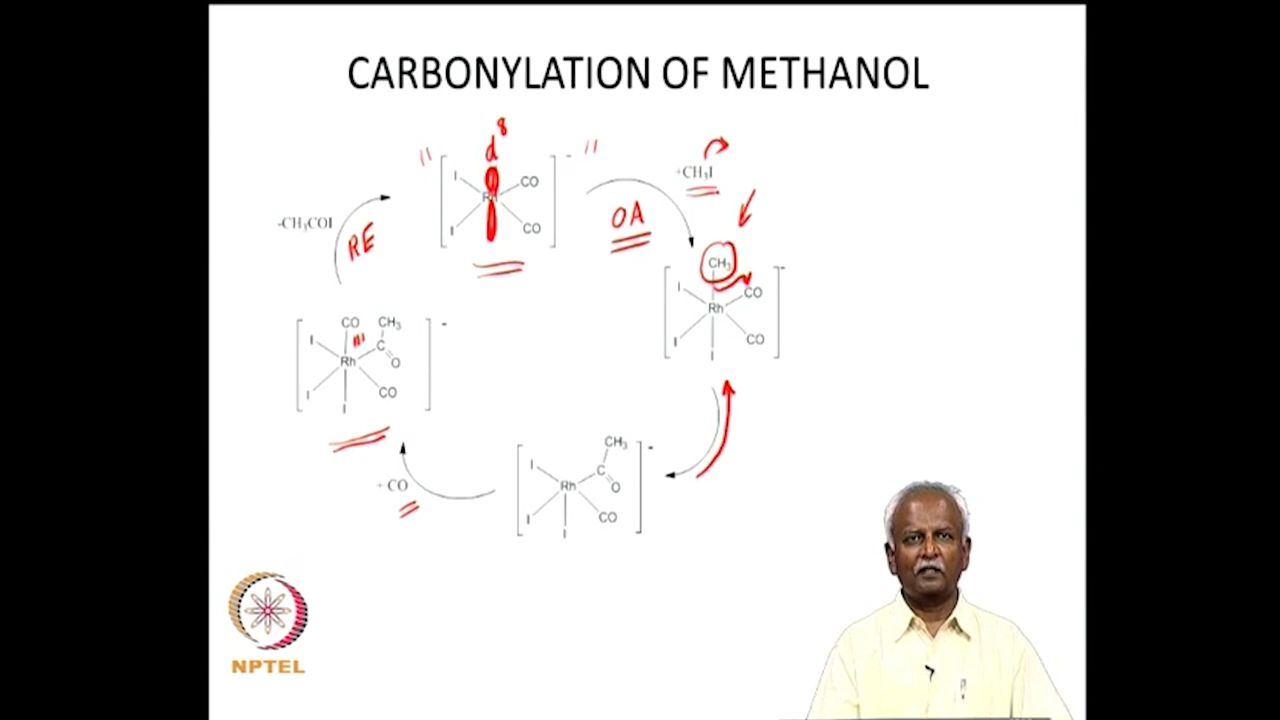 CARBONYLATION OF METHANOL
d⁸
"
[
I
Rh
CO
I
CO
]⁻
"
+CH₃I
OA
-CH₃COI
RE
[
CH₃
I
CO
Rh
I
CO
I
]⁻
[
CO
CH₃
I
C
Rh
O
I
CO
I
]⁻
[
CH₃
I
C
Rh
O
I
CO
I
]⁻
+ CO
NPTEL